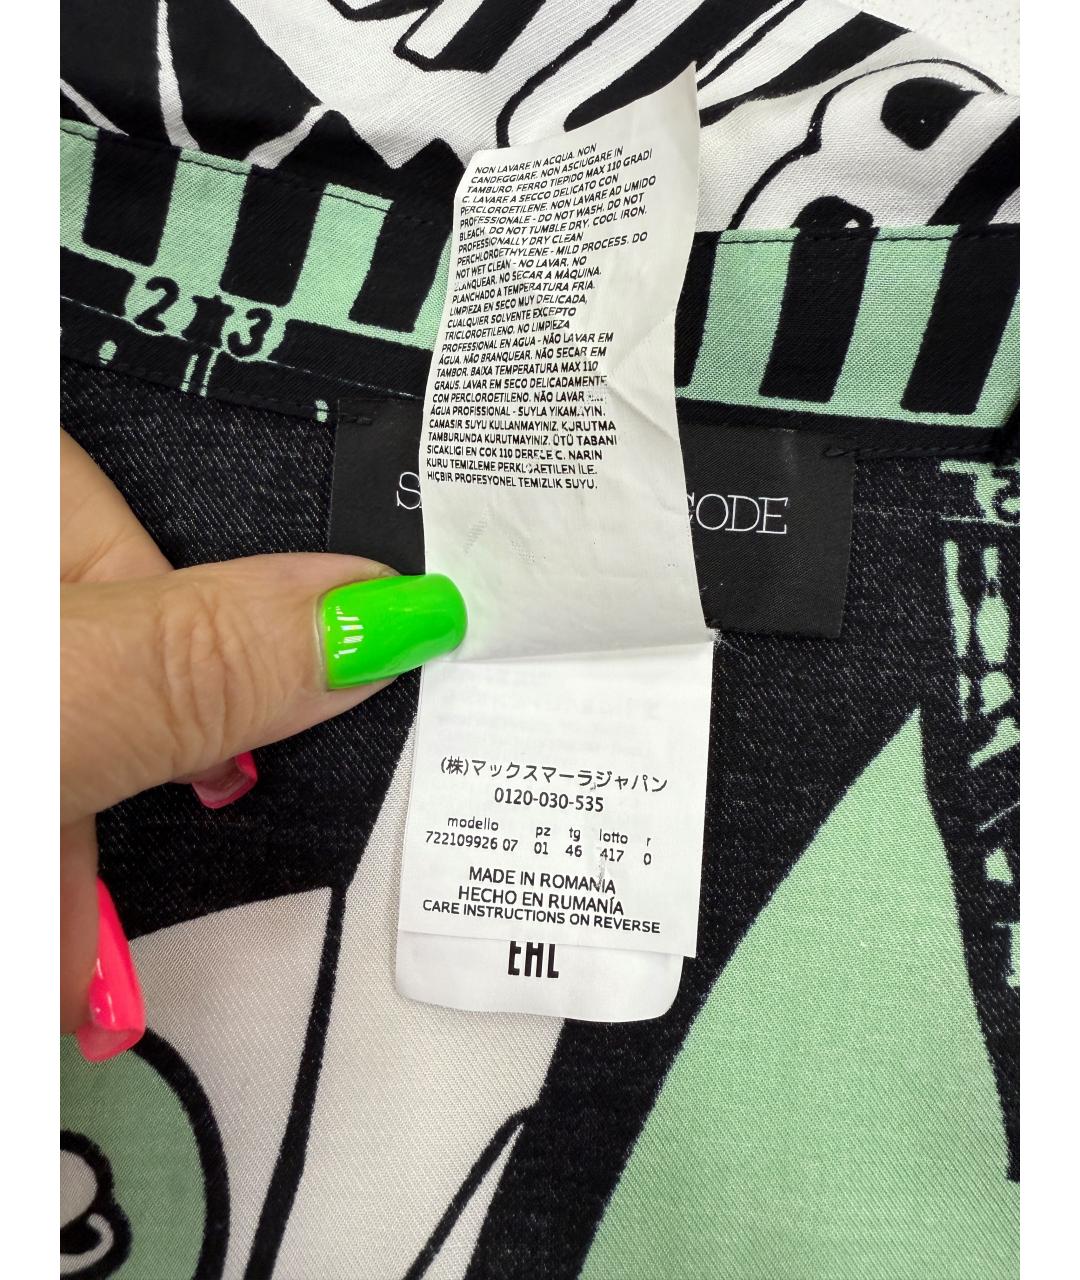 NON LAVARE IN ACQUA. NON
CANDEGGIARE. NON ASCIUGARE IN
TAMBURO. FERRO TIEPIDO MAX 110 GRADI
C. LAVARE A SECCO DELICATO CON
PERCLOROETILENE. NON LAVARE AD UMIDO
PROFESSIONALE - DO NOT WASH. DO NOT
BLEACH. DO NOT TUMBLE DRY. COOL IRON.
PROFESSIONALLY DRY CLEAN
PERCHLOROETHYLENE - MILD PROCESS. DO
NOT WET CLEAN - NO LAVAR. NO
LANQUEAR. NO SECAR A MÁQUINA.
PLANCHADO A TEMPERATURA FRIA.
LIMPIEZA EN SECO MUY DELICADA,
CUALQUIER SOLVENTE EXCEPTO
TRICLOROETILENO. NO LIMPIEZA
PROFESSIONAL EN AGUA - NÃO LAVAR EM
ÁGUA. NÃO BRANQUEAR. NÃO SECAR EM
TAMBOR. BAIXA TEMPERATURA MAX 110
GRAUS. LAVAR EM SECO DELICADAMENTE
COM PERCLOROETILENO. NÃO LAVAR
ÁGUA PROFISSIONAL - SUYLA YIKAMAYIN.
CAMASIR SUYU KULLANMAYINIZ. KURUTMA
TAMBURUNDA KURUTMAYINIZ. ÜTÜ TABANI
SICAKLIGI EN COK 110 DERECE C. NARIN
KURU TEMIZLEME PERKLORETILEN ILE.
HIÇBIR PROFESYONEL TEMIZLIK SUYU.
2 3
S CODE
(株)マックスマーラジャパン
0120-030-535
modello pz tg lotto r
722109926 07 01 46 417 0
MADE IN ROMANIA
HECHO EN RUMANÍA
CARE INSTRUCTIONS ON REVERSE
EAC